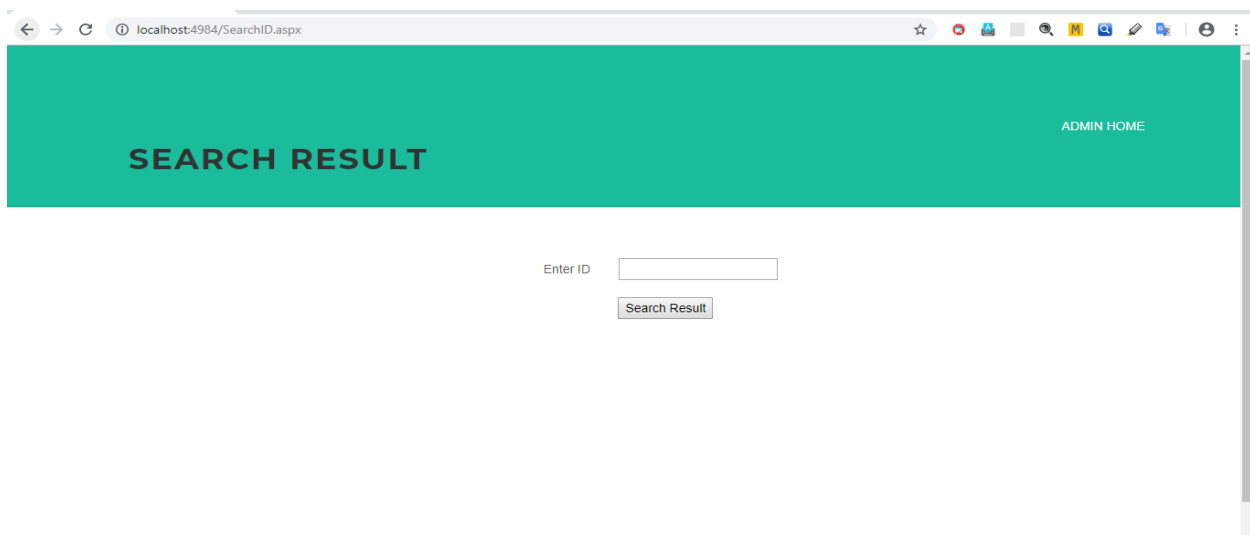 localhost:4984/SearchID.aspx
M
ADMIN HOME
SEARCH RESULT
Enter ID
Search Result